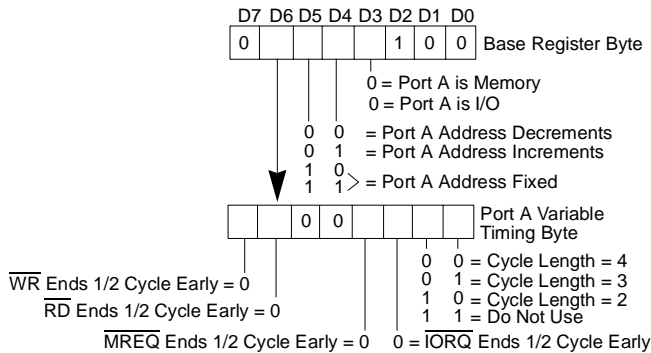 D7 D6 D5 D4 D3 D2 D1 D0
0 1 0 0 Base Register Byte
0 = Port A is Memory
0 = Port A is I/O
0 0 = Port A Address Decrements
0 1 = Port A Address Increments
1 0
1 1 > = Port A Address Fixed
0 0 Port A Variable
Timing Byte
0 0 = Cycle Length = 4
0 1 = Cycle Length = 3
1 0 = Cycle Length = 2
1 1 = Do Not Use
WR Ends 1/2 Cycle Early = 0
RD Ends 1/2 Cycle Early = 0
MREQ Ends 1/2 Cycle Early = 0 0 = IORQ Ends 1/2 Cycle Early